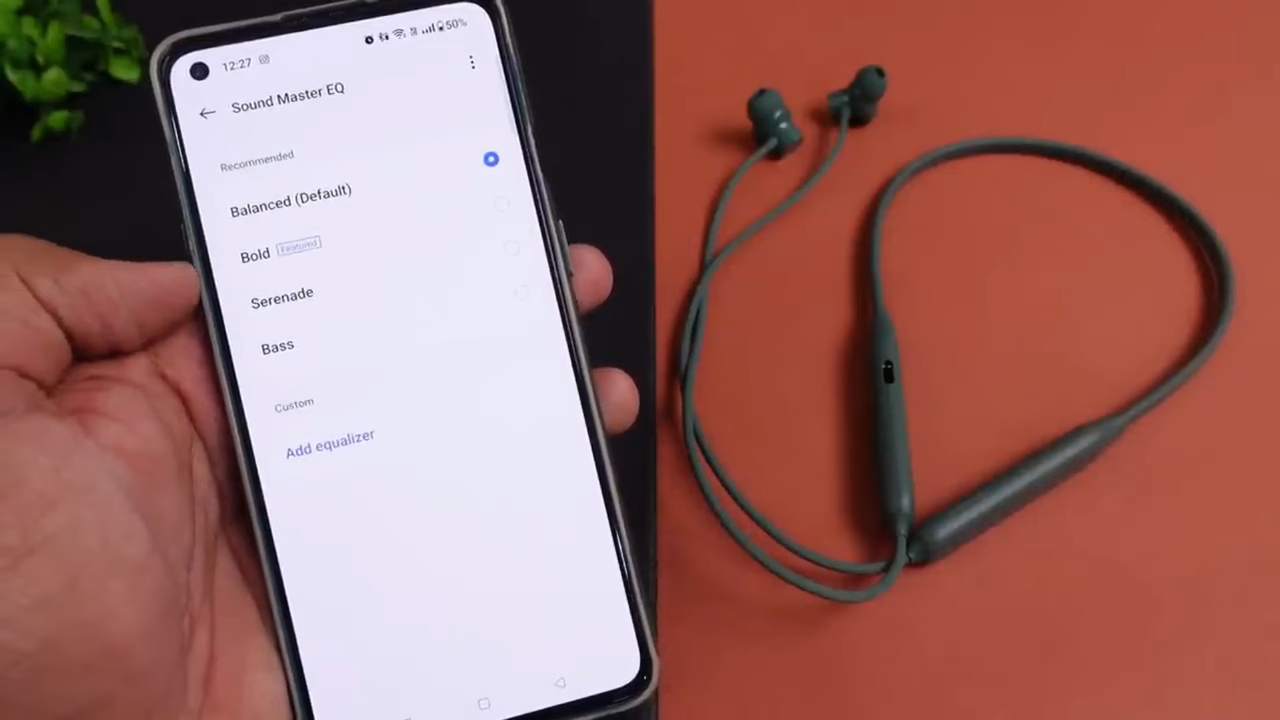 12:27
50%
Sound Master EQ
Recommended
Balanced (Default)
Bold Featured
Serenade
Bass
Custom
Add equalizer